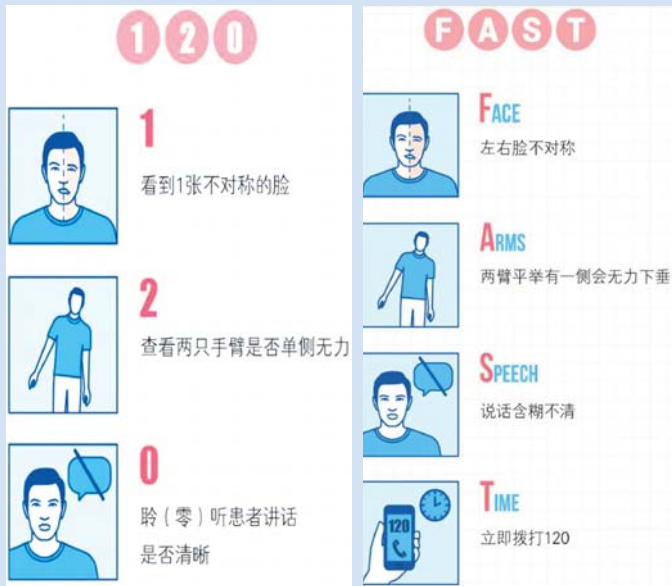 120
1
看到1张不对称的脸
2
查看两只手臂是否单侧无力
0
聆（零）听患者讲话
是否清晰
FAST
FACE
左右脸不对称
ARMS
两臂平举有一侧会无力下垂
SPEECH
说话含糊不清
120
TIME
立即拨打120